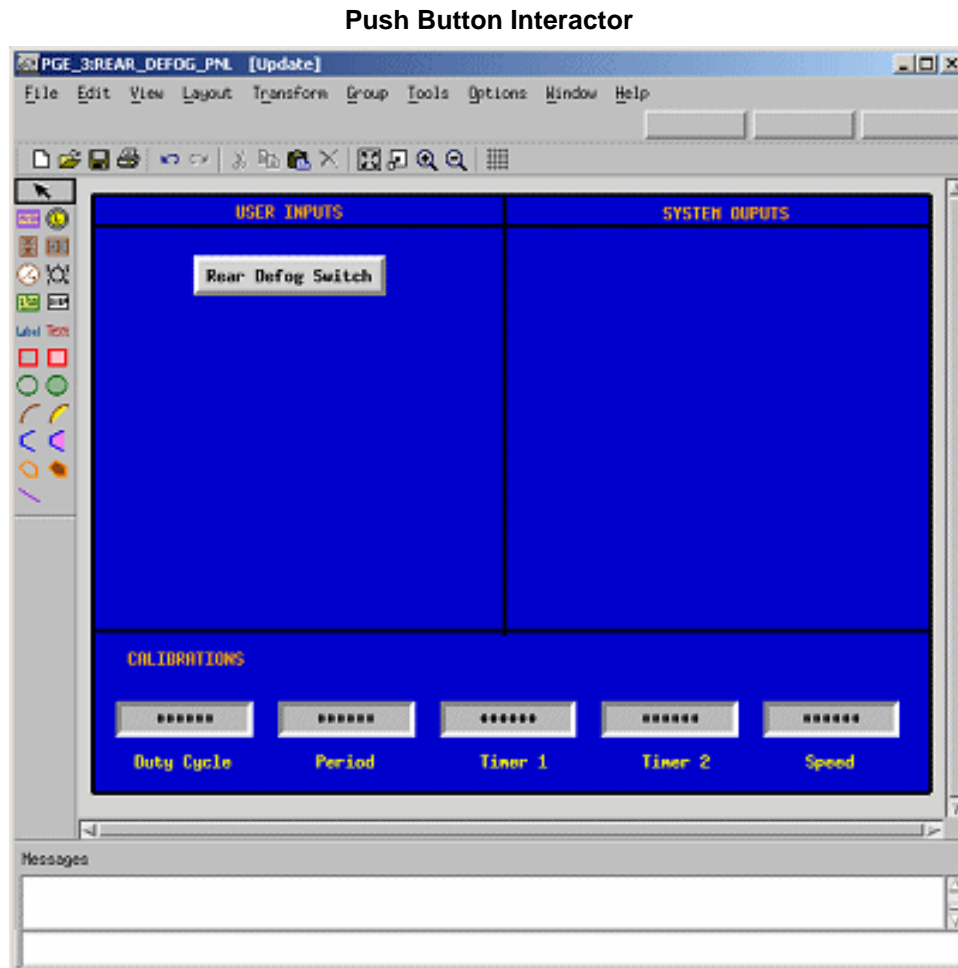 Push Button Interactor
PGE_3:REAR_DEFOG_PNL [Update]
File Edit View Layout Transform Group Tools Options Window Help
USER INPUTS
SYSTEM OUPUTS
Rear Defog Switch
Label Text
CALIBRATIONS
****** ****** ****** ****** ******
Duty Cycle Period Timer 1 Timer 2 Speed
Messages